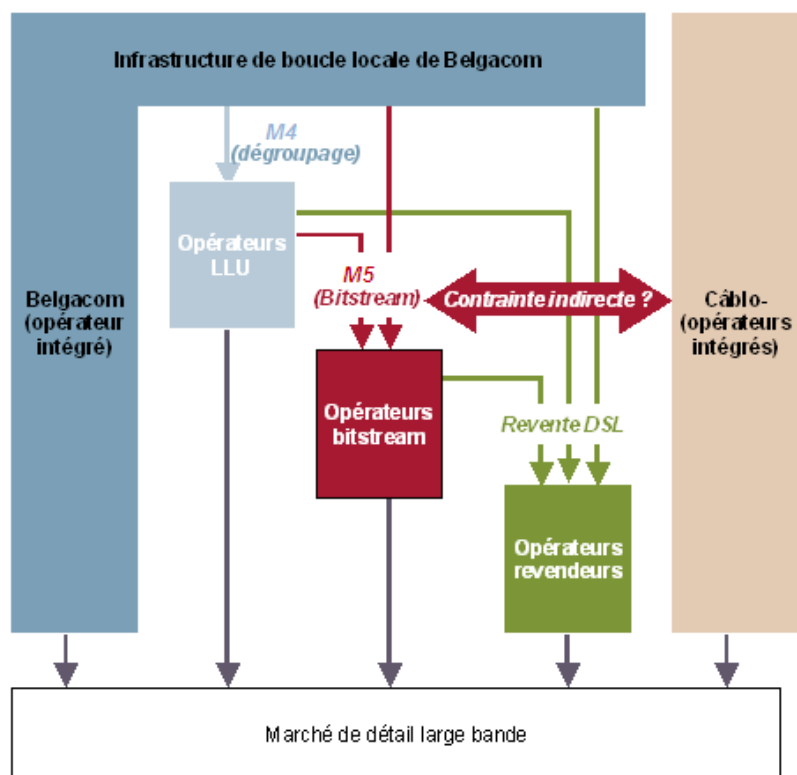 Infrastructure de boucle locale de Belgacom
M4
(dégroupage)
Opérateurs
LLU
Belgacom
(opérateur
intégré)
M5
(Bitstream)
Contrainte indirecte ?
Câblo-
(opérateurs
intégrés)
Opérateurs
bitstream
Revente DSL
Opérateurs
revendeurs
Marché de détail large bande